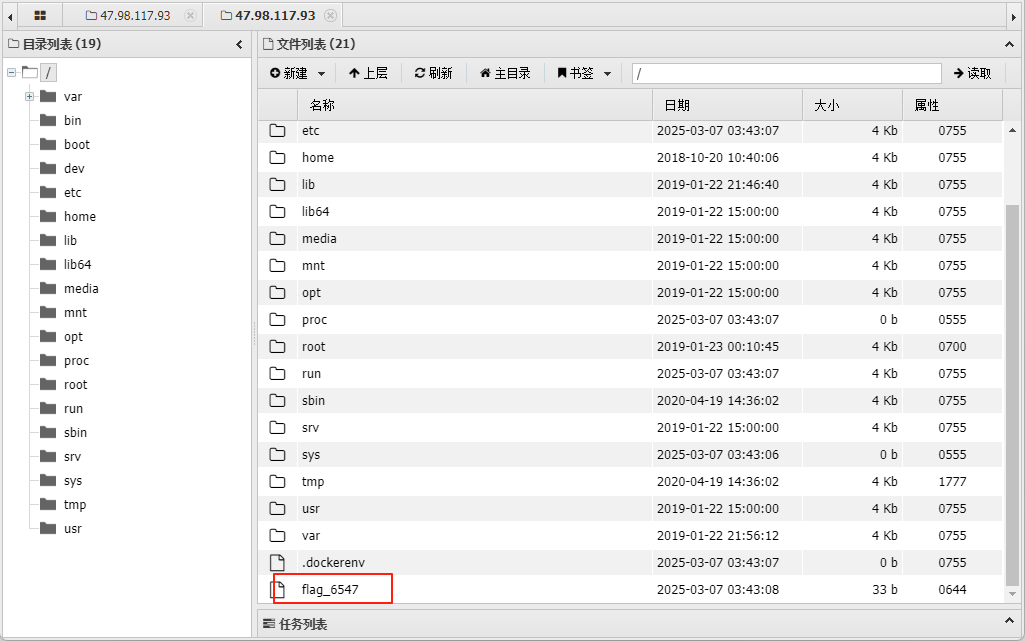 47.98.117.93 47.98.117.93
目录列表 (19)
/
var
bin
boot
dev
etc
home
lib
lib64
media
mnt
opt
proc
root
run
sbin
srv
sys
tmp
usr
文件列表 (21)
新建 上层 刷新 主目录 书签 / 读取
名称 日期 大小 属性
etc 2025-03-07 03:43:07 4 Kb 0755
home 2018-10-20 10:40:06 4 Kb 0755
lib 2019-01-22 21:46:40 4 Kb 0755
lib64 2019-01-22 15:00:00 4 Kb 0755
media 2019-01-22 15:00:00 4 Kb 0755
mnt 2019-01-22 15:00:00 4 Kb 0755
opt 2019-01-22 15:00:00 4 Kb 0755
proc 2025-03-07 03:43:07 0 b 0555
root 2019-01-23 00:10:45 4 Kb 0700
run 2025-03-07 03:43:07 4 Kb 0755
sbin 2020-04-19 14:36:02 4 Kb 0755
srv 2019-01-22 15:00:00 4 Kb 0755
sys 2025-03-07 03:43:06 0 b 0555
tmp 2020-04-19 14:36:02 4 Kb 1777
usr 2019-01-22 15:00:00 4 Kb 0755
var 2019-01-22 21:56:12 4 Kb 0755
.dockerenv 2025-03-07 03:43:07 0 b 0755
flag_6547 2025-03-07 03:43:08 33 b 0644
任务列表